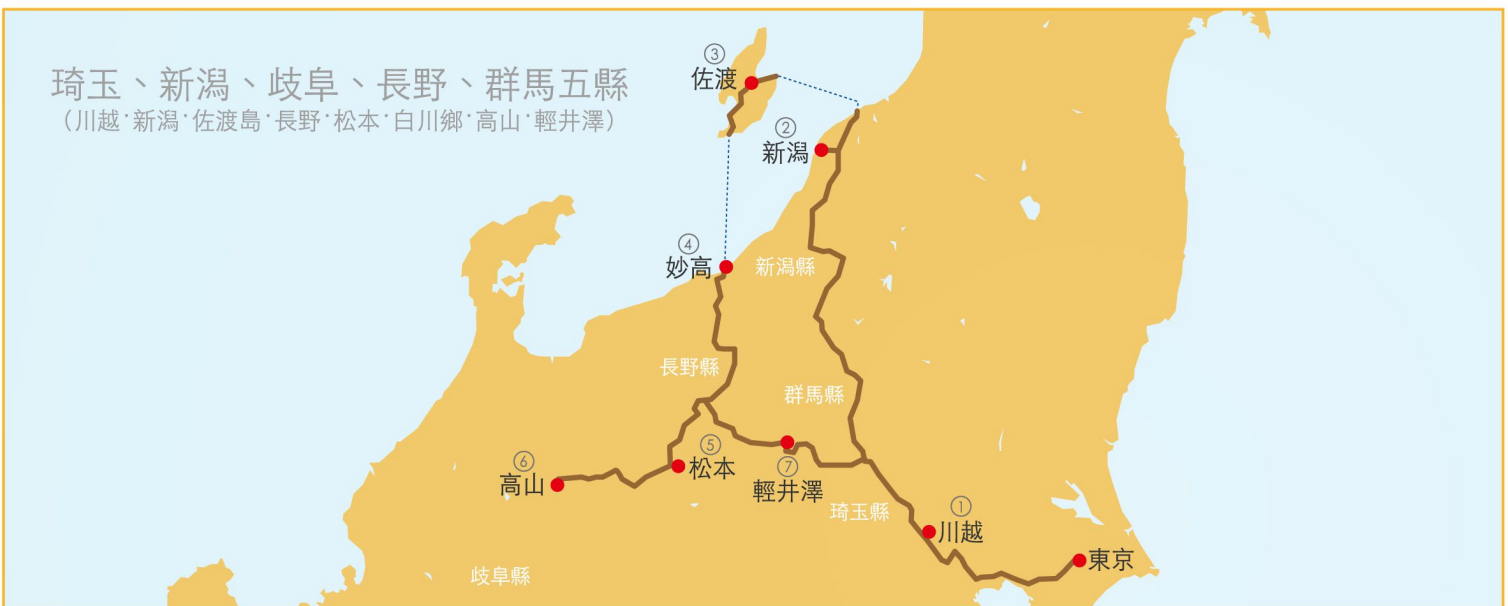 琦玉、新潟、歧阜、長野、群馬五縣
（川越·新潟·佐渡島·長野·松本·白川鄉·高山·輕井澤）
③
佐渡
②
新潟
④
妙高
新潟縣
長野縣
群馬縣
⑤
松本
⑥
高山
⑦
輕井澤
琦玉縣
①
川越
東京
歧阜縣